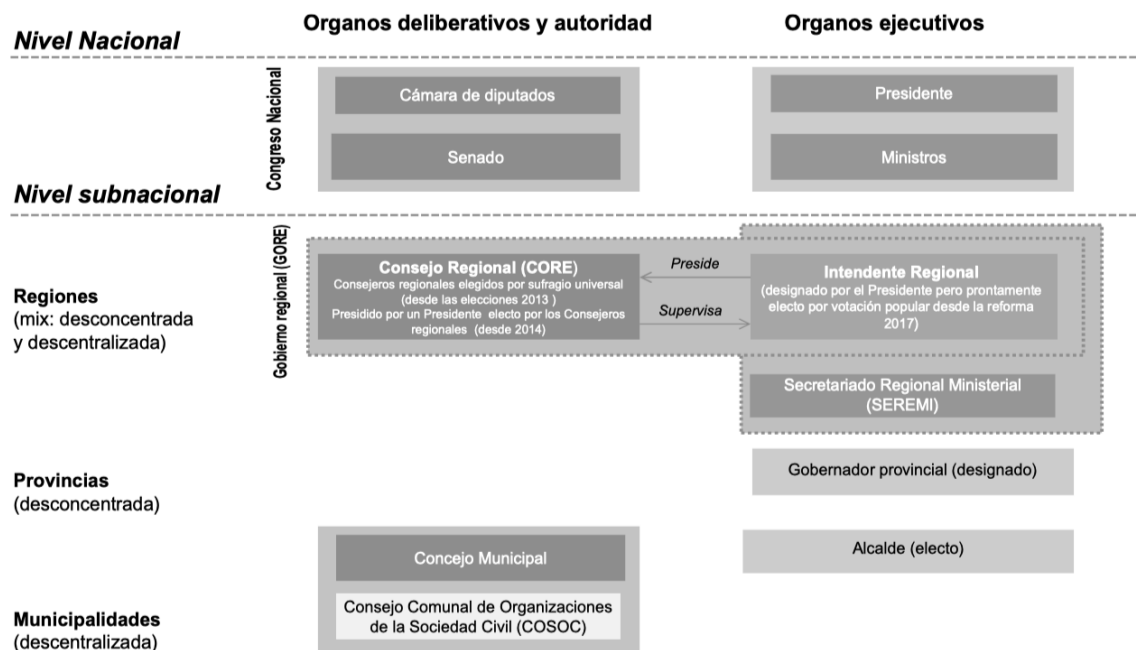 Organos deliberativos y autoridad
Organos ejecutivos
Nivel Nacional
Congreso Nacional
Cámara de diputados
Presidente
Senado
Ministros
Nivel subnacional
Gobierno regional (GORE)
Regiones
(mix: desconcentrada
y descentralizada)
Consejo Regional (CORE)
Consejeros regionales elegidos por sufragio universal
(desde las elecciones 2013 )
Presidido por un Presidente electo por los Consejeros
regionales (desde 2014)
Preside
Supervisa
Intendente Regional
(designado por el Presidente pero prontamente
electo por votación popular desde la reforma
2017)
Secretariado Regional Ministerial
(SEREMI)
Provincias
(desconcentrada)
Gobernador provincial (designado)
Alcalde (electo)
Concejo Municipal
Municipalidades
(descentralizada)
Consejo Comunal de Organizaciones
de la Sociedad Civil (COSOC)